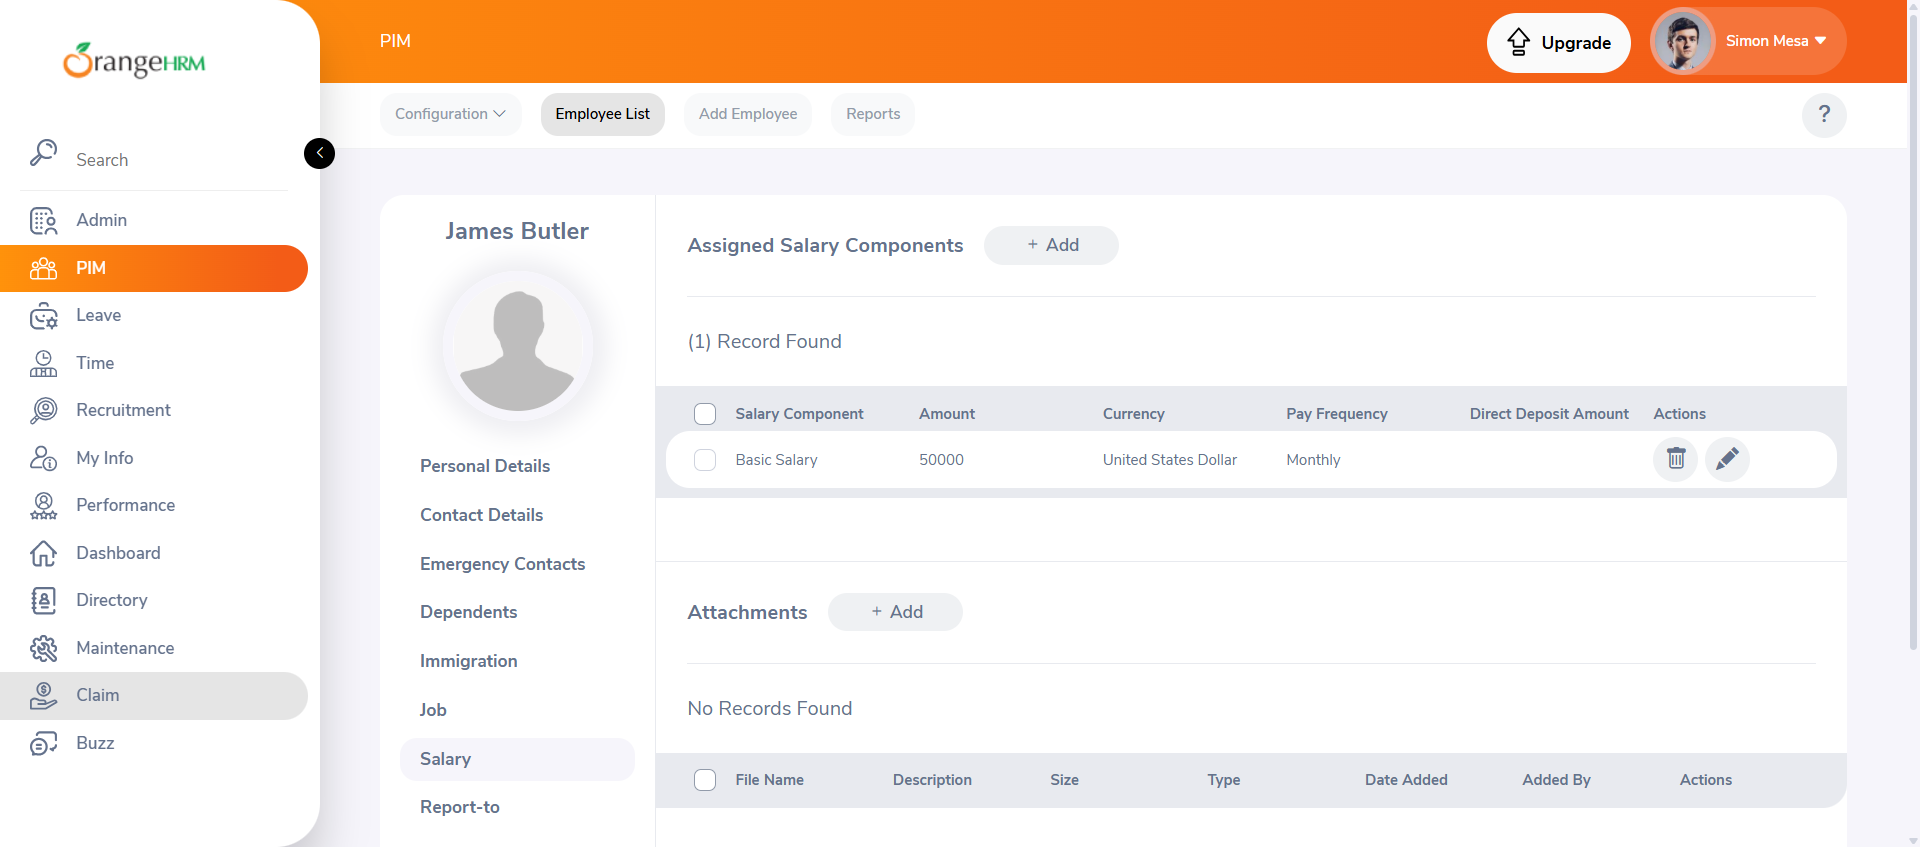 OrangeHRM
Search
Admin
PIM
Leave
Time
Recruitment
My Info
Performance
Dashboard
Directory
Maintenance
Claim
Buzz
PIM
Upgrade
Simon Mesa
Configuration
Employee List
Add Employee
Reports
?
James Butler
Personal Details
Contact Details
Emergency Contacts
Dependents
Immigration
Job
Salary
Report-to
Assigned Salary Components + Add
(1) Record Found
Salary Component Amount Currency Pay Frequency Direct Deposit Amount Actions
Basic Salary 50000 United States Dollar Monthly
Attachments + Add
No Records Found
File Name Description Size Type Date Added Added By Actions